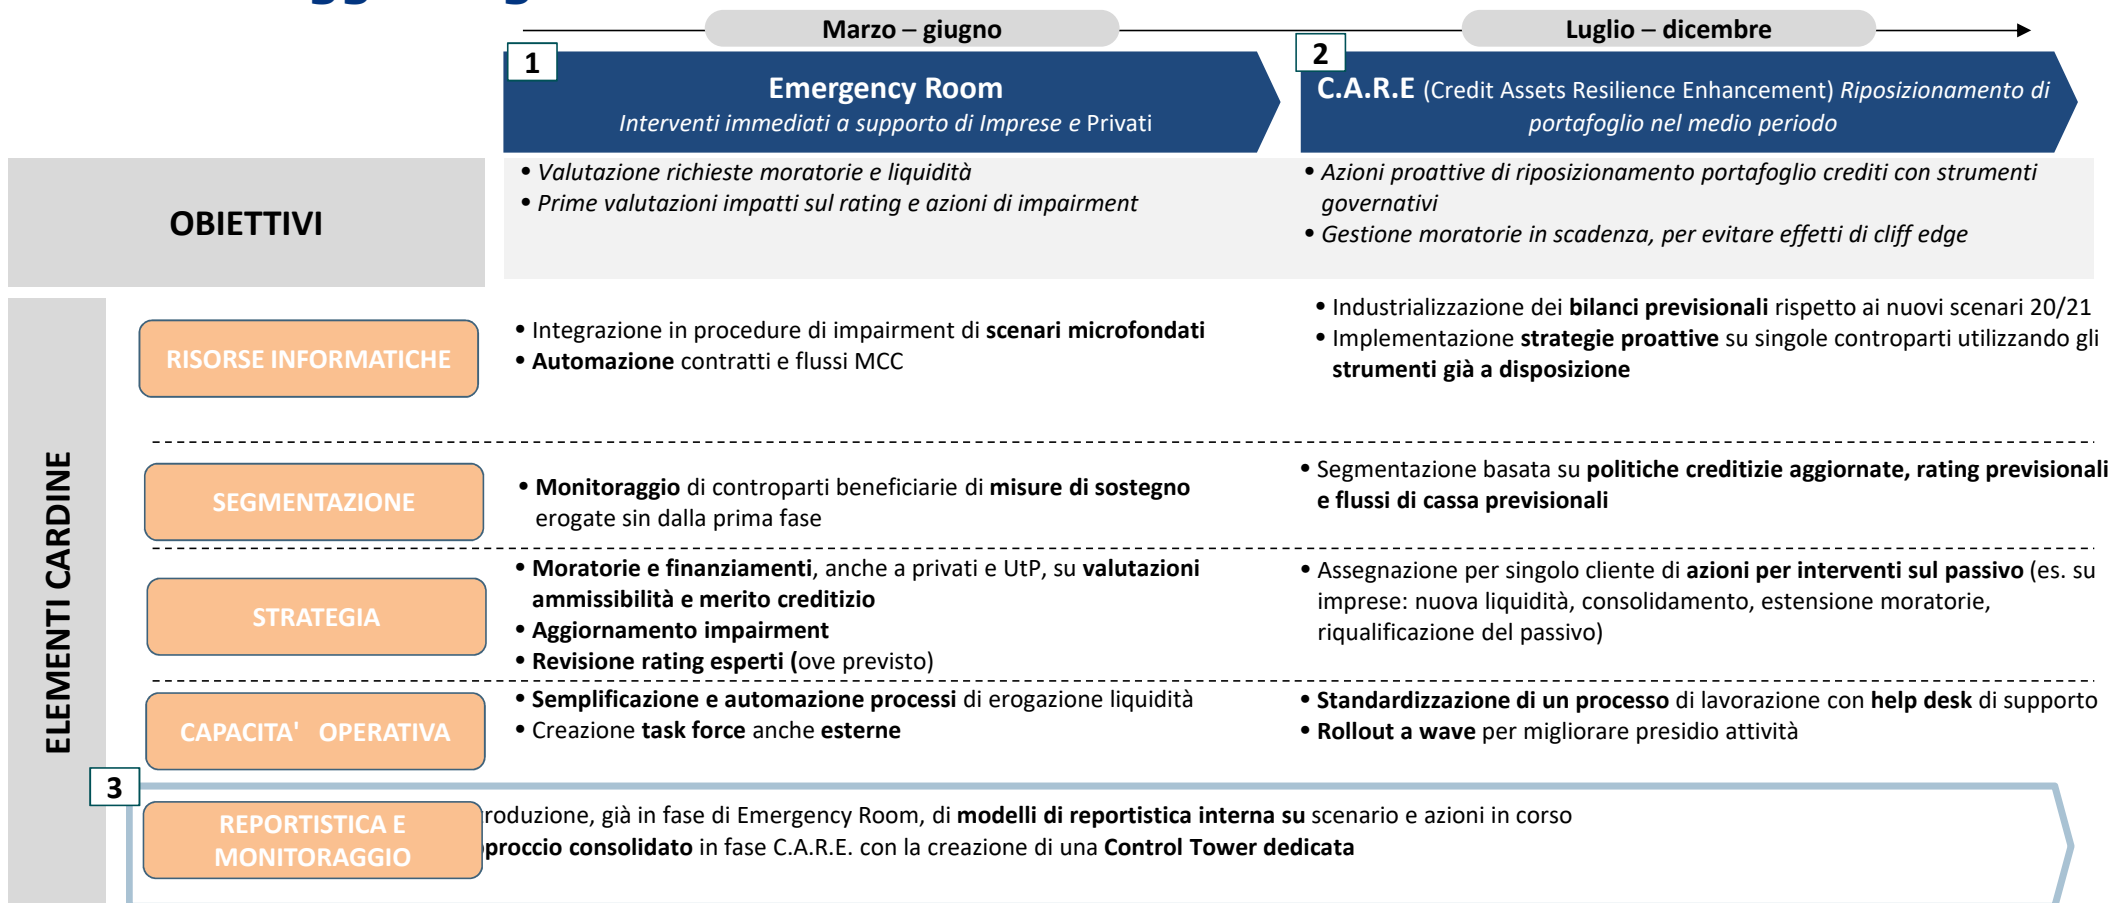 Marzo – giugno
Luglio – dicembre
1
Emergency Room
Interventi immediati a supporto di Imprese e Privati
2
C.A.R.E (Credit Assets Resilience Enhancement) Riposizionamento di
portafoglio nel medio periodo
OBIETTIVI
• Valutazione richieste moratorie e liquidità
• Prime valutazioni impatti sul rating e azioni di impairment
• Azioni proattive di riposizionamento portafoglio crediti con strumenti
governativi
• Gestione moratorie in scadenza, per evitare effetti di cliff edge
ELEMENTI CARDINE
RISORSE INFORMATICHE
• Integrazione in procedure di impairment di scenari microfondati
• Automazione contratti e flussi MCC
• Industrializzazione dei bilanci previsionali rispetto ai nuovi scenari 20/21
• Implementazione strategie proattive su singole controparti utilizzando gli
strumenti già a disposizione
SEGMENTAZIONE
• Monitoraggio di controparti beneficiarie di misure di sostegno
erogate sin dalla prima fase
• Segmentazione basata su politiche creditizie aggiornate, rating previsionali
e flussi di cassa previsionali
STRATEGIA
• Moratorie e finanziamenti, anche a privati e UtP, su valutazioni
ammissibilità e merito creditizio
• Aggiornamento impairment
• Revisione rating esperti (ove previsto)
• Assegnazione per singolo cliente di azioni per interventi sul passivo (es. su
imprese: nuova liquidità, consolidamento, estensione moratorie,
riqualificazione del passivo)
CAPACITA' OPERATIVA
• Semplificazione e automazione processi di erogazione liquidità
• Creazione task force anche esterne
• Standardizzazione di un processo di lavorazione con help desk di supporto
• Rollout a wave per migliorare presidio attività
3
REPORTISTICA E
MONITORAGGIO
roduzione, già in fase di Emergency Room, di modelli di reportistica interna su scenario e azioni in corso
proccio consolidato in fase C.A.R.E. con la creazione di una Control Tower dedicata